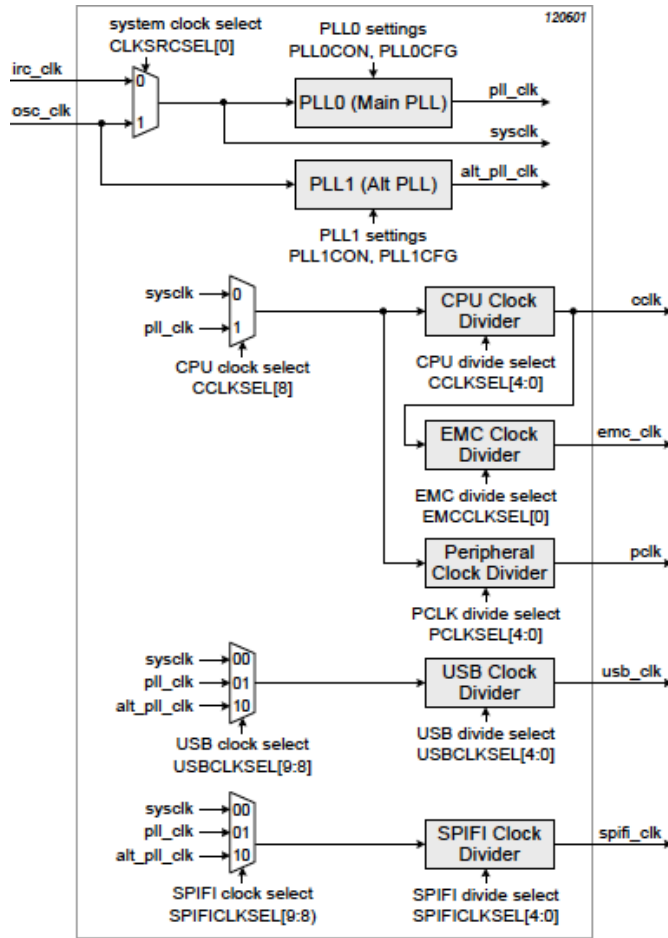 120601
system clock select
CLKSRCSEL[0]
PLL0 settings
PLL0CON, PLL0CFG
irc_clk
0
osc_clk
1
PLL0 (Main PLL)
pll_clk
sysclk
PLL1 (Alt PLL)
alt_pll_clk
PLL1 settings
PLL1CON, PLL1CFG
sysclk
0
pll_clk
1
CPU clock select
CCLKSEL[8]
CPU Clock
Divider
cclk
CPU divide select
CCLKSEL[4:0]
EMC Clock
Divider
emc_clk
EMC divide select
EMCCLKSEL[0]
Peripheral
Clock Divider
pclk
PCLK divide select
PCLKSEL[4:0]
sysclk
00
pll_clk
01
alt_pll_clk
10
USB clock select
USBCLKSEL[9:8]
USB Clock
Divider
usb_clk
USB divide select
USBCLKSEL[4:0]
sysclk
00
pll_clk
01
alt_pll_clk
10
SPIFI clock select
SPIFICLKSEL[9:8)
SPIFI Clock
Divider
spifi_clk
SPIFI divide select
SPIFICLKSEL[4:0]